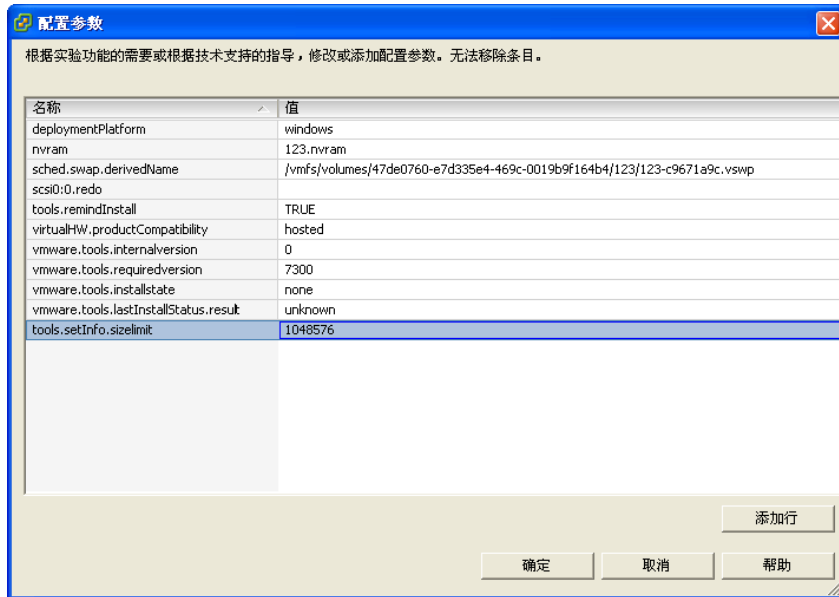 配置参数
根据实验功能的需要或根据技术支持的指导，修改或添加配置参数。无法移除条目。
名称 值
deploymentPlatform windows
nvram 123.nvram
sched.swap.derivedName /vmfs/volumes/47de0760-e7d335e4-469c-0019b9f164b4/123/123-c9671a9c.vswp
scsi0:0.redo
tools.remindInstall TRUE
virtualHW.productCompatibility hosted
vmware.tools.internalversion 0
vmware.tools.requiredversion 7300
vmware.tools.installstate none
vmware.tools.lastInstallStatus.result unknown
tools.setInfo.sizelimit 1048576
添加行
确定 取消 帮助